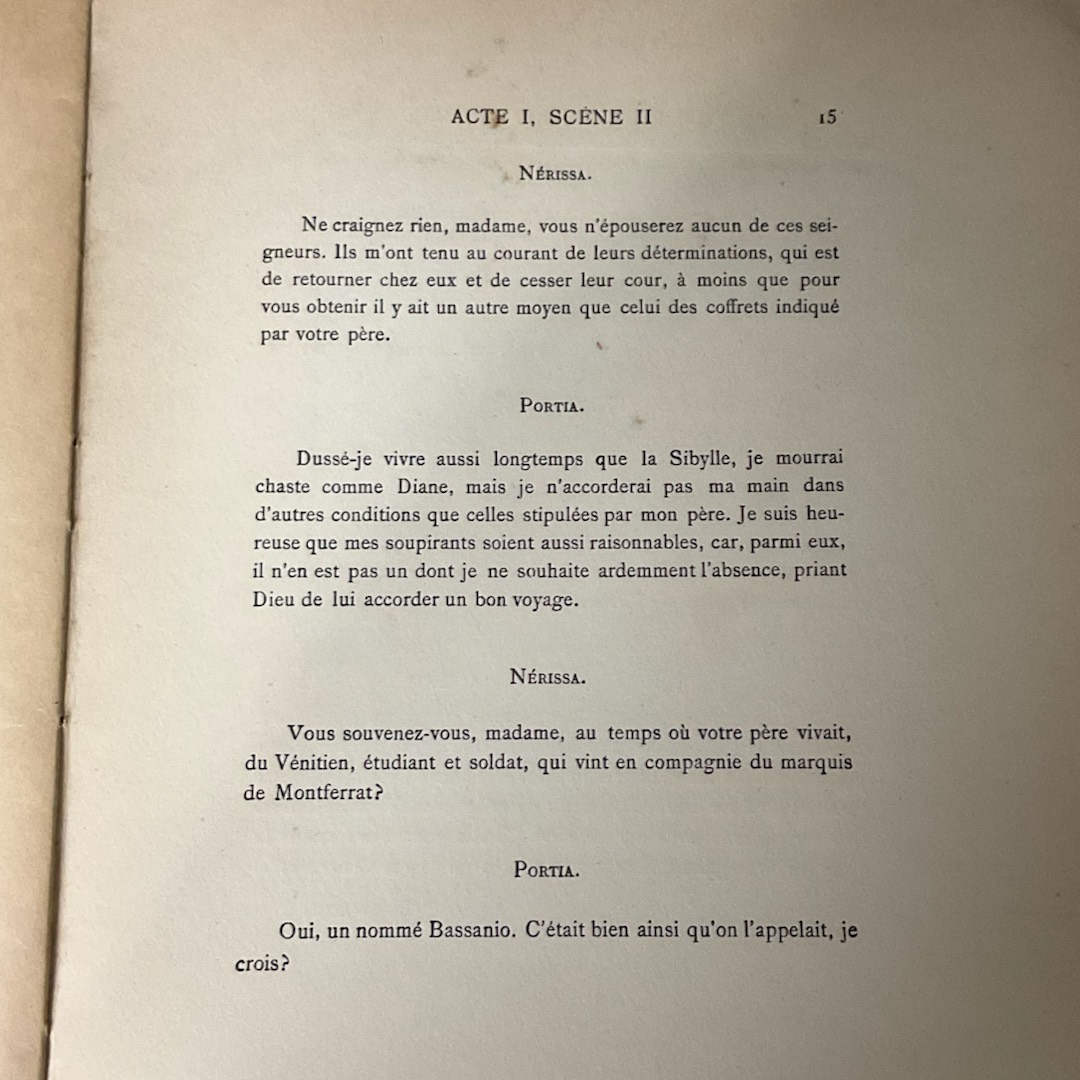 ACTE I, SCÈNE II 15
NÉRISSA.
Ne craignez rien, madame, vous n'épouserez aucun de ces sei-
gneurs. Ils m'ont tenu au courant de leurs déterminations, qui est
de retourner chez eux et de cesser leur cour, à moins que pour
vous obtenir il y ait un autre moyen que celui des coffrets indiqué
par votre père.
PORTIA.
Dussé-je vivre aussi longtemps que la Sibylle, je mourrai
chaste comme Diane, mais je n'accorderai pas ma main dans
d'autres conditions que celles stipulées par mon père. Je suis heu-
reuse que mes soupirants soient aussi raisonnables, car, parmi eux,
il n'en est pas un dont je ne souhaite ardemment l'absence, priant
Dieu de lui accorder un bon voyage.
NÉRISSA.
Vous souvenez-vous, madame, au temps où votre père vivait,
du Vénitien, étudiant et soldat, qui vint en compagnie du marquis
de Montferrat?
PORTIA.
Oui, un nommé Bassanio. C'était bien ainsi qu'on l'appelait, je
crois?